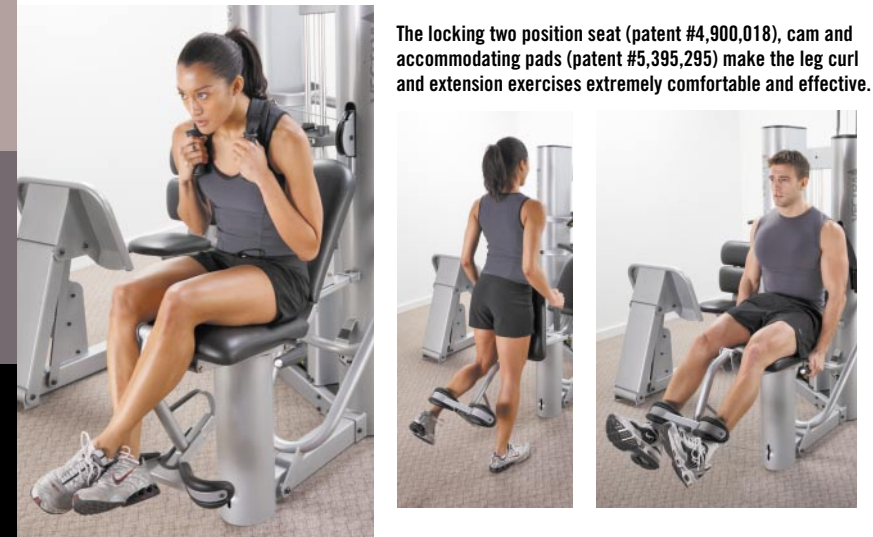 The locking two position seat (patent #4,900,018), cam and
accommodating pads (patent #5,395,295) make the leg curl
and extension exercises extremely comfortable and effective.